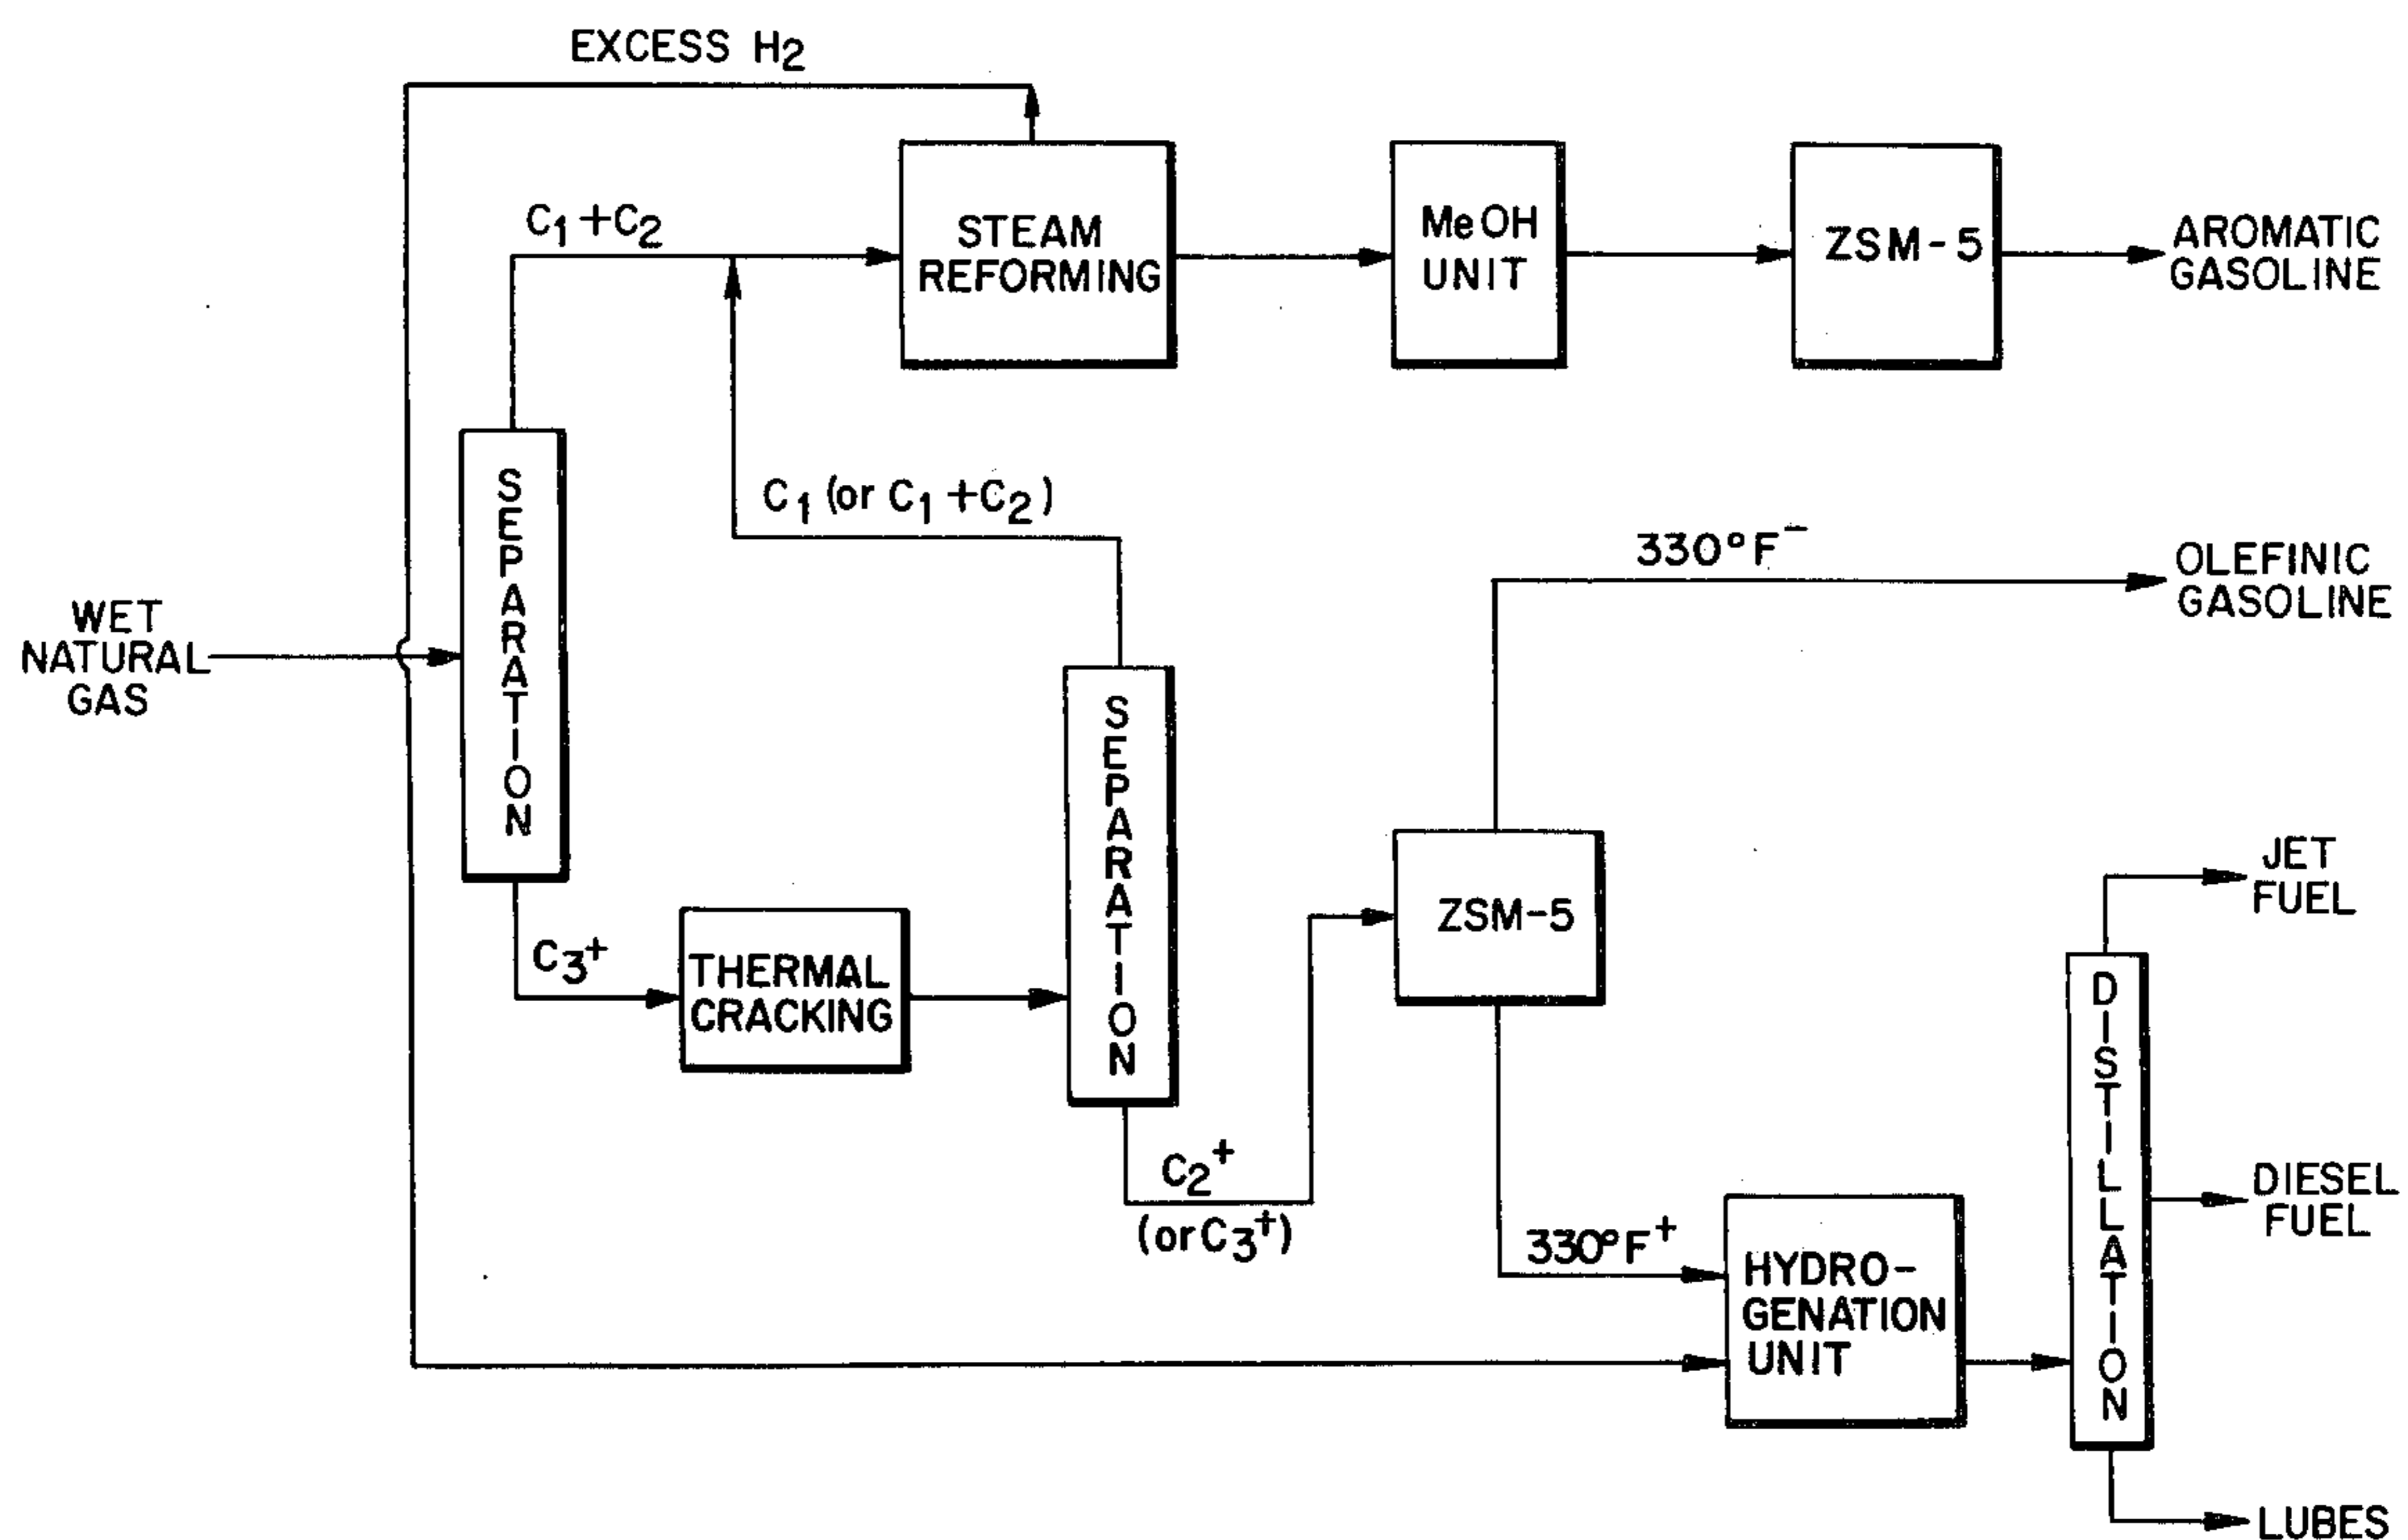 EXCESS H2
C1+C2
STEAM
REFORMING
MeOH
UNIT
ZSM-5
AROMATIC
GASOLINE
SEPARATION
C1 (or C1+C2)
330°F-
OLEFINIC
GASOLINE
WET
NATURAL
GAS
SEPARATION
ZSM-5
JET
FUEL
C3+
THERMAL
CRACKING
DISTILLATION
C2+
(or C3+)
330°F+
HYDRO-
GENATION
UNIT
DIESEL
FUEL
LUBES